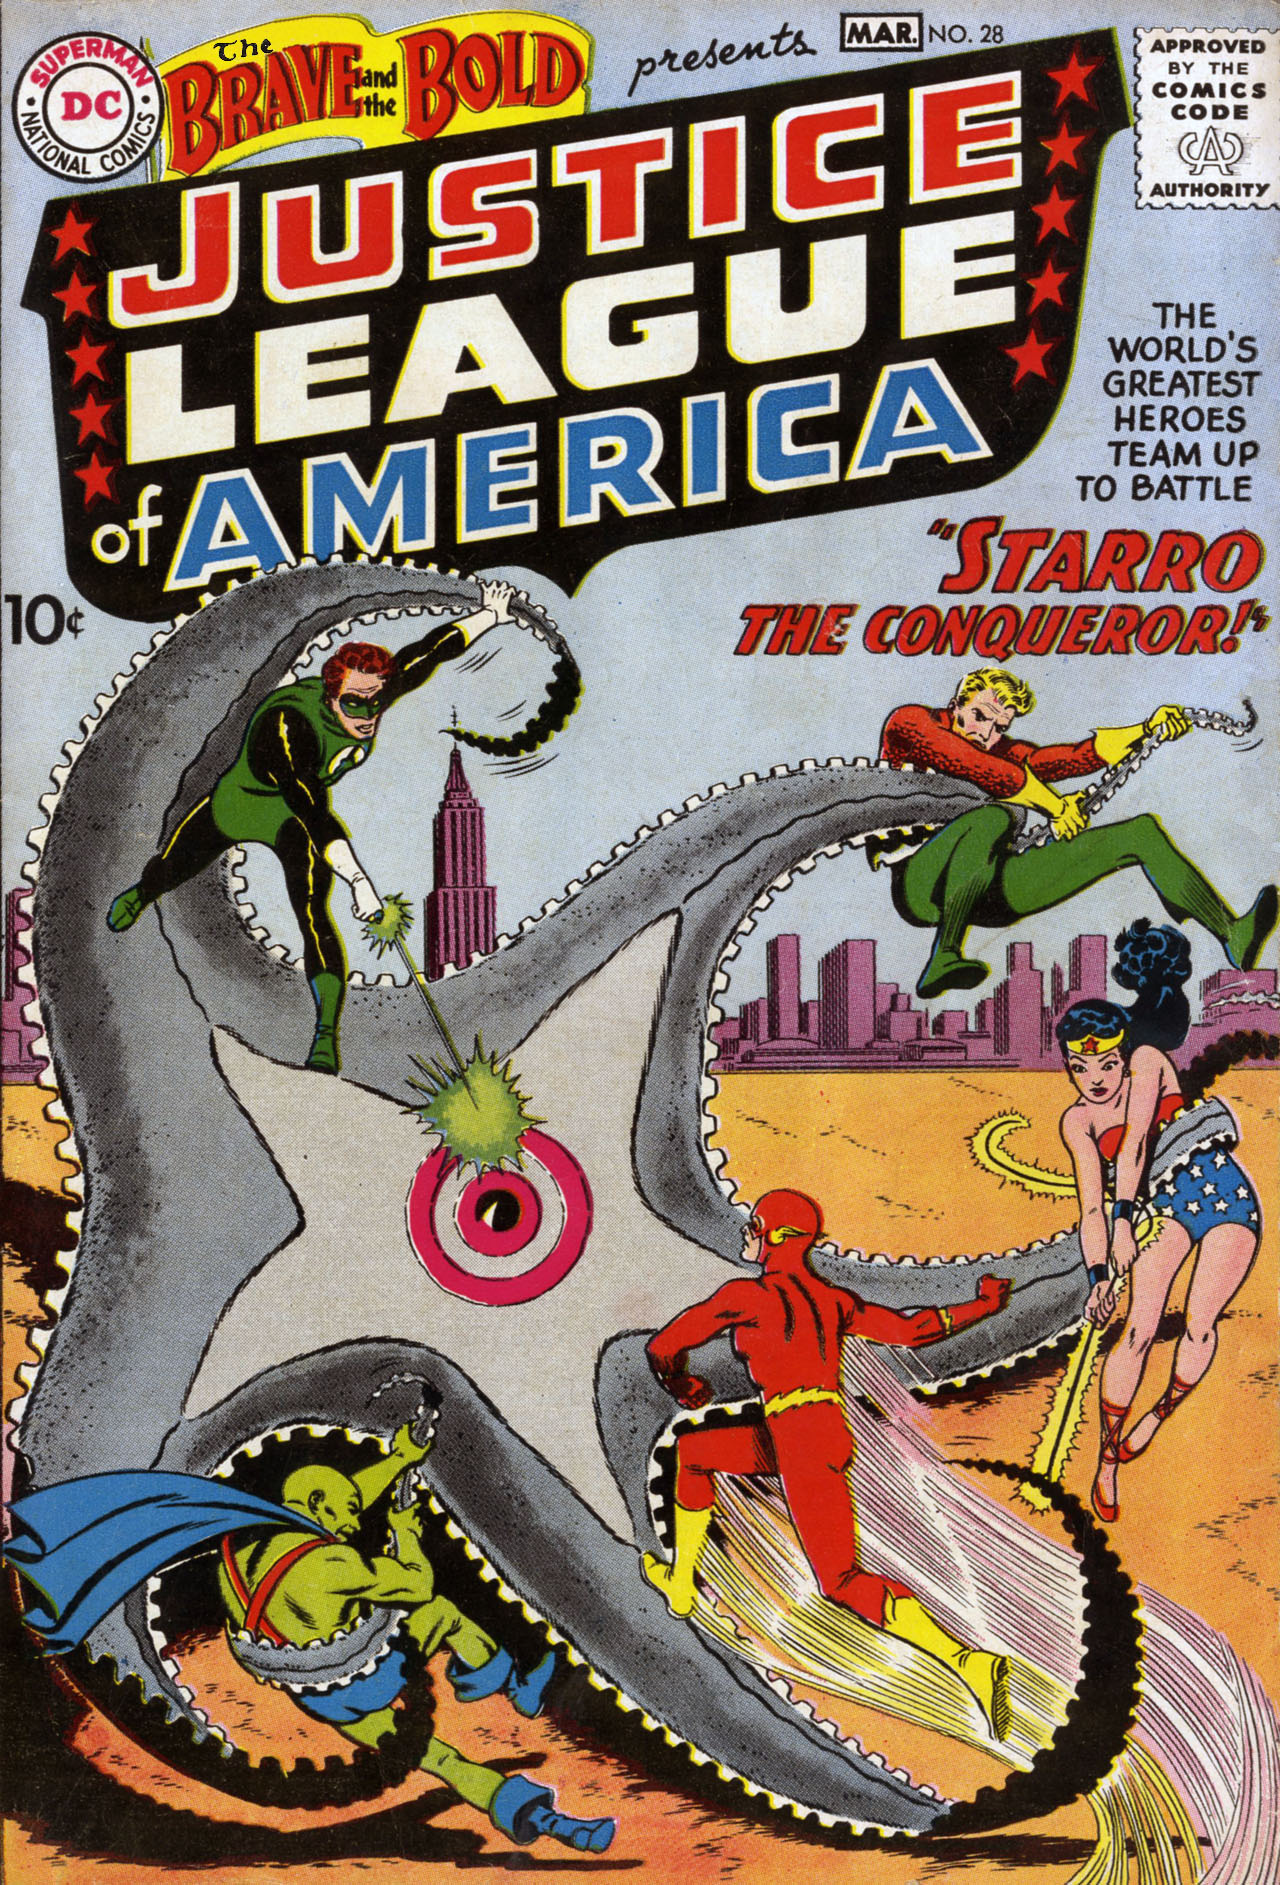 SUPERMAN
DC
NATIONAL COMICS
The
BRAVE and the BOLD
presents
MAR. NO. 28
APPROVED
BY THE
COMICS
CODE
CA
AUTHORITY
JUSTICE
LEAGUE
of AMERICA
THE
WORLD'S
GREATEST
HEROES
TEAM UP
TO BATTLE
"STARRO
THE CONQUEROR!"
10¢